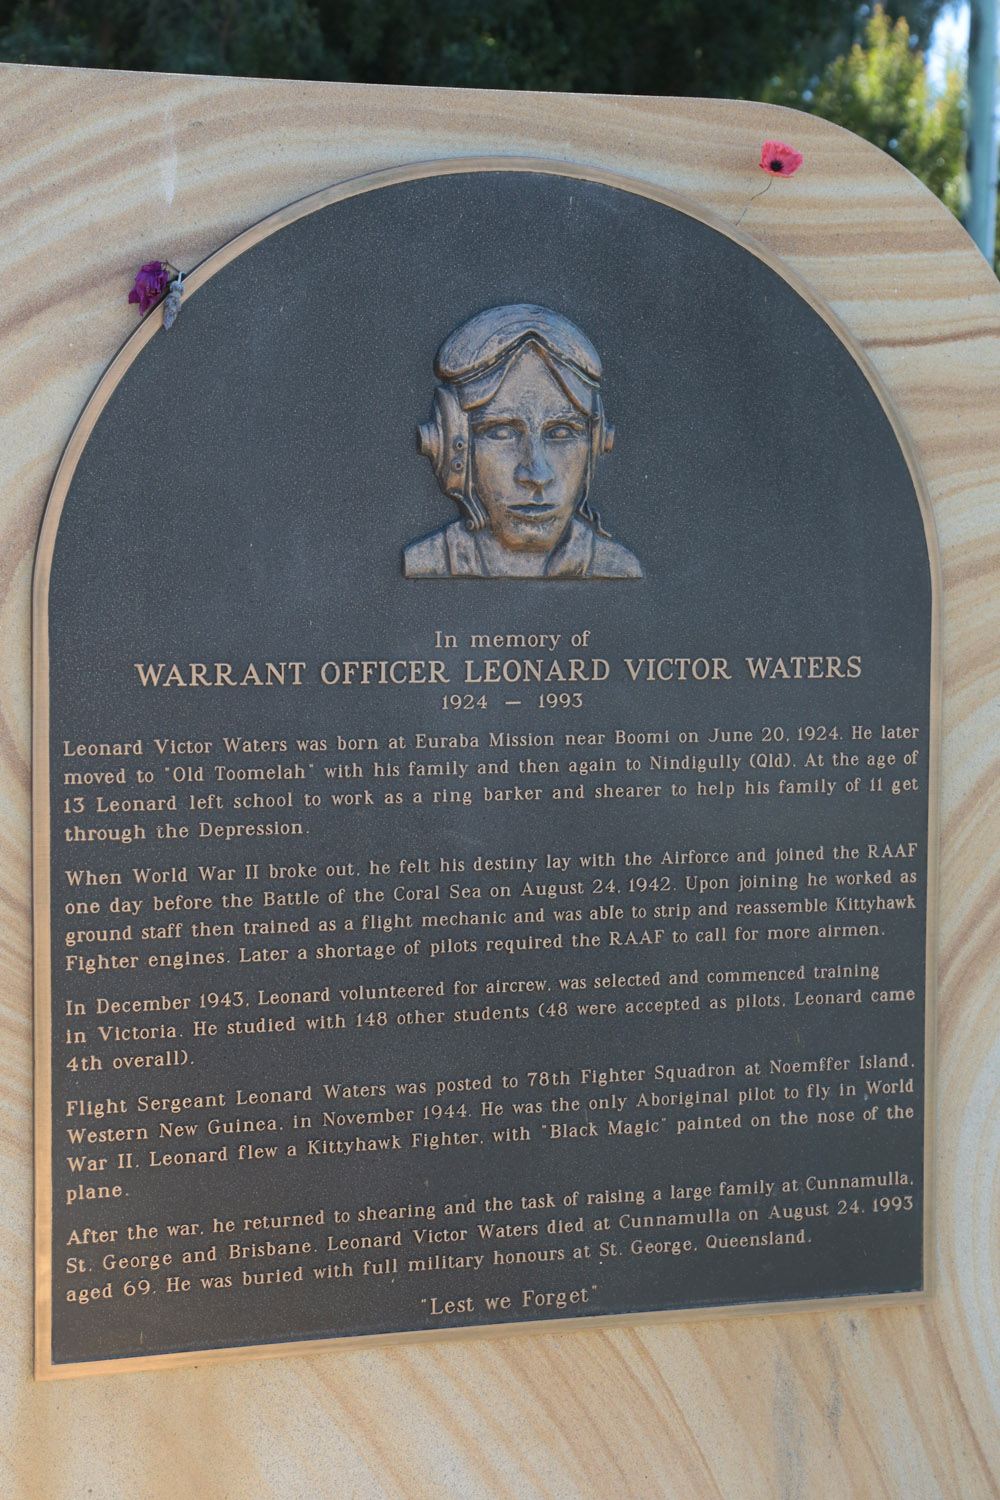 In memory of
WARRANT OFFICER LEONARD VICTOR WATERS
1924 — 1993
Leonard Victor Waters was born at Euraba Mission near Boomi on June 20, 1924. He later
moved to "Old Toomelah" with his family and then again to Nindigully (Qld). At the age of
13 Leonard left school to work as a ring barker and shearer to help his family of 11 get
through the Depression.
When World War II broke out, he felt his destiny lay with the Airforce and joined the RAAF
one day before the Battle of the Coral Sea on August 24, 1942. Upon joining he worked as
ground staff then trained as a flight mechanic and was able to strip and reassemble Kittyhawk
Fighter engines. Later a shortage of pilots required the RAAF to call for more airmen.
In December 1943, Leonard volunteered for aircrew, was selected and commenced training
in Victoria. He studied with 148 other students (48 were accepted as pilots, Leonard came
4th overall).
Flight Sergeant Leonard Waters was posted to 78th Fighter Squadron at Noemffer Island,
Western New Guinea, in November 1944. He was the only Aboriginal pilot to fly in World
War II. Leonard flew a Kittyhawk Fighter, with "Black Magic" painted on the nose of the
plane.
After the war, he returned to shearing and the task of raising a large family at Cunnamulla,
St. George and Brisbane. Leonard Victor Waters died at Cunnamulla on August 24, 1993
aged 69. He was buried with full military honours at St. George, Queensland.
"Lest we Forget"